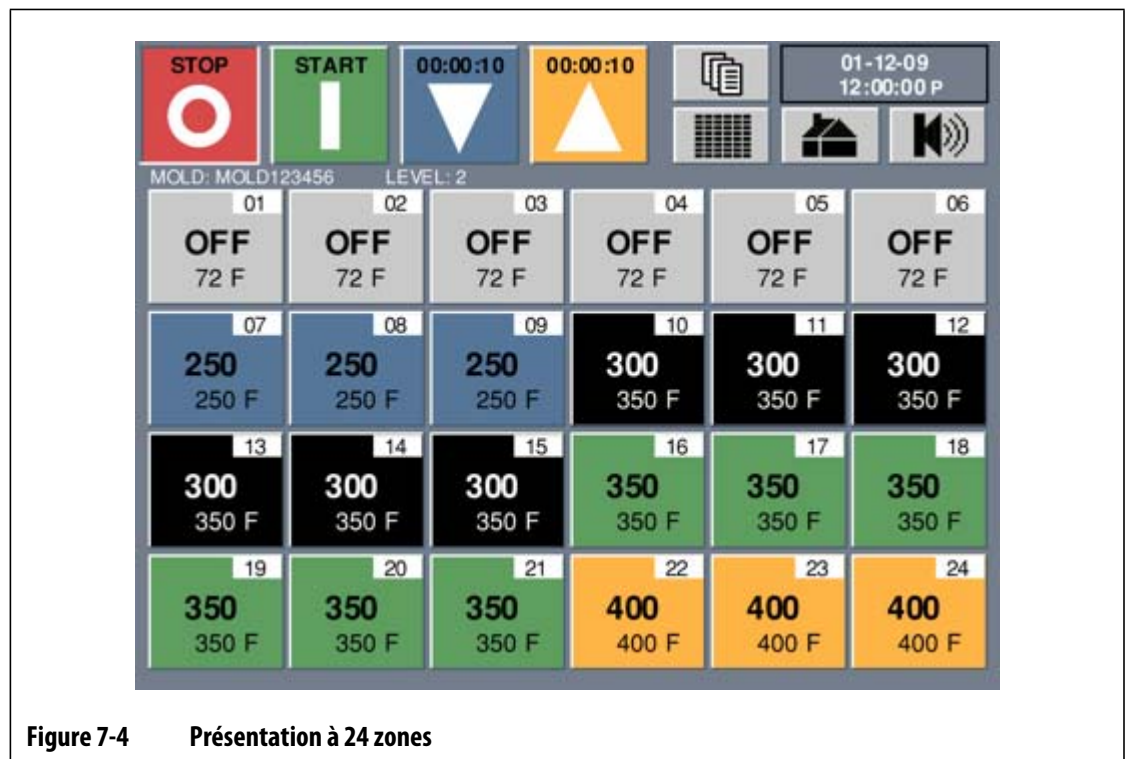 STOP START 00:00:10 00:00:10 01-12-09
12:00:00 P
MOLD: MOLD123456 LEVEL: 2
01 02 03 04 05 06
OFF OFF OFF OFF OFF OFF
72 F 72 F 72 F 72 F 72 F 72 F
07 08 09 10 11 12
250 250 250 300 300 300
250 F 250 F 250 F 350 F 350 F 350 F
13 14 15 16 17 18
300 300 300 350 350 350
350 F 350 F 350 F 350 F 350 F 350 F
19 20 21 22 23 24
350 350 350 400 400 400
350 F 350 F 350 F 400 F 400 F 400 F
Figure 7-4 Présentation à 24 zones